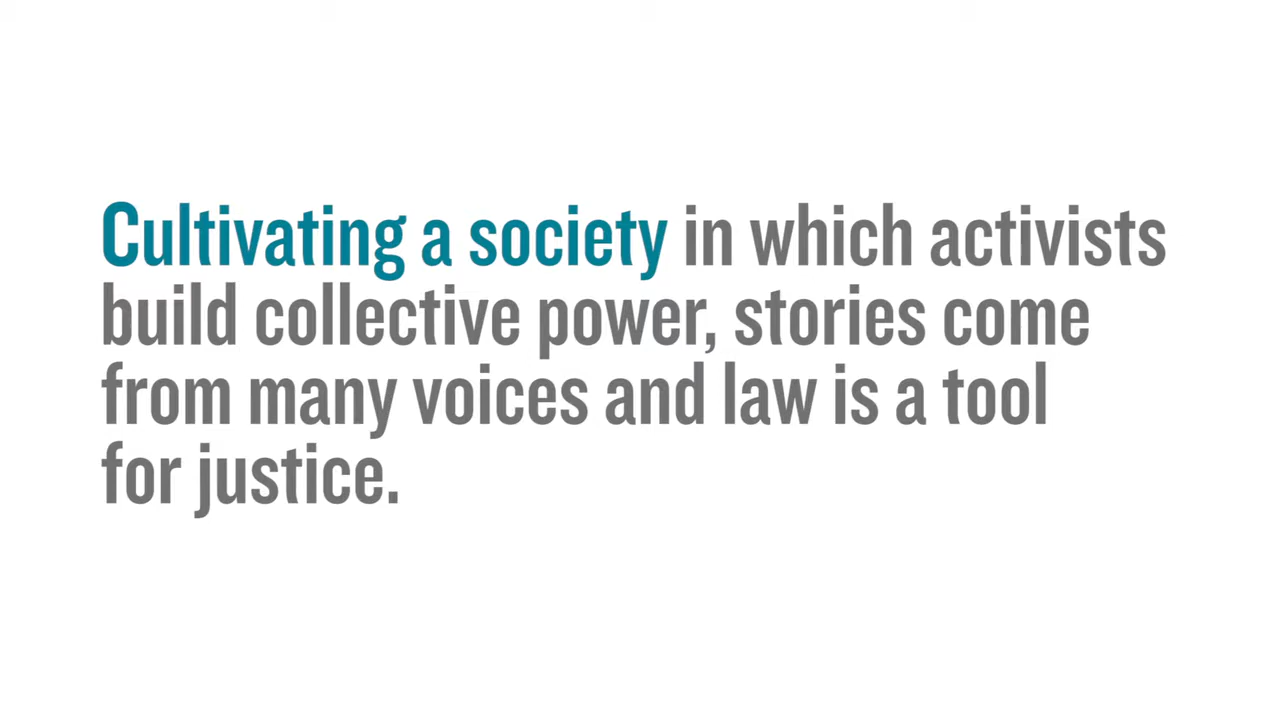 Cultivating a society in which activists
build collective power, stories come
from many voices and law is a tool
for justice.